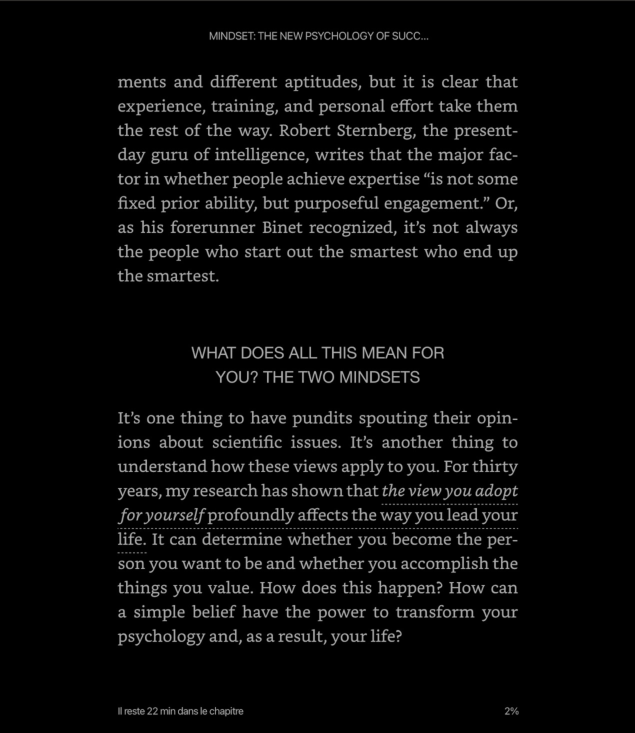 MINDSET: THE NEW PSYCHOLOGY OF SUCC...
ments and different aptitudes, but it is clear that
experience, training, and personal effort take them
the rest of the way. Robert Sternberg, the present-
day guru of intelligence, writes that the major fac-
tor in whether people achieve expertise “is not some
fixed prior ability, but purposeful engagement.” Or,
as his forerunner Binet recognized, it’s not always
the people who start out the smartest who end up
the smartest.
WHAT DOES ALL THIS MEAN FOR
YOU? THE TWO MINDSETS
It’s one thing to have pundits spouting their opin-
ions about scientific issues. It’s another thing to
understand how these views apply to you. For thirty
years, my research has shown that the view you adopt
for yourself profoundly affects the way you lead your
life. It can determine whether you become the per-
son you want to be and whether you accomplish the
things you value. How does this happen? How can
a simple belief have the power to transform your
psychology and, as a result, your life?
Il reste 22 min dans le chapitre
2%